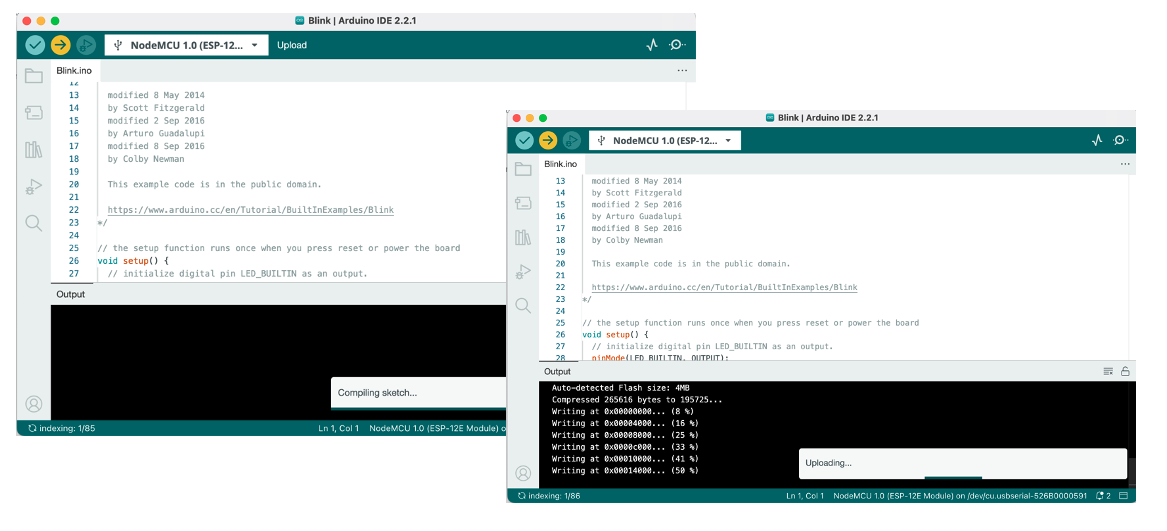 Blink | Arduino IDE 2.2.1
NodeMCU 1.0 (ESP-12...
Upload
Blink.ino
12
13 modified 8 May 2014
14 by Scott Fitzgerald
15 modified 2 Sep 2016
16 by Arturo Guadalupi
17 modified 8 Sep 2016
18 by Colby Newman
19
20 This example code is in the public domain.
21
22 https://www.arduino.cc/en/Tutorial/BuiltInExamples/Blink
23 */
24
25 // the setup function runs once when you press reset or power the board
26 void setup() {
27 // initialize digital pin LED_BUILTIN as an output.
Output
Compiling sketch...
indexing: 1/85 Ln 1, Col 1 NodeMCU 1.0 (ESP-12E Module) o
Blink | Arduino IDE 2.2.1
NodeMCU 1.0 (ESP-12...
Blink.ino
13 modified 8 May 2014
14 by Scott Fitzgerald
15 modified 2 Sep 2016
16 by Arturo Guadalupi
17 modified 8 Sep 2016
18 by Colby Newman
19
20 This example code is in the public domain.
21
22 https://www.arduino.cc/en/Tutorial/BuiltInExamples/Blink
23 */
24
25 // the setup function runs once when you press reset or power the board
26 void setup() {
27 // initialize digital pin LED_BUILTIN as an output.
28 pinMode(LED_BUILTIN, OUTPUT);
Output
Auto-detected Flash size: 4MB
Compressed 265616 bytes to 195725...
Writing at 0x00000000... (8 %)
Writing at 0x00004000... (16 %)
Writing at 0x00008000... (25 %)
Writing at 0x0000c000... (33 %)
Writing at 0x00010000... (41 %)
Writing at 0x00014000... (50 %)
Uploading...
indexing: 1/86 Ln 1, Col 1 NodeMCU 1.0 (ESP-12E Module) on /dev/cu.usbserial-526B0000591 2